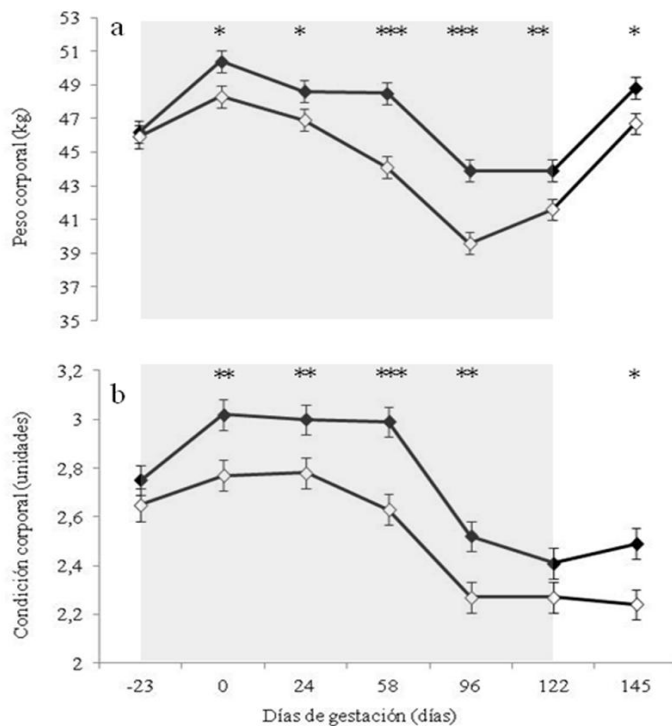 53
51
49
47
45
43
41
39
37
35
Peso corporal (kg)
a
* * *** *** ** *
3,2
3
2,8
2,6
2,4
2,2
2
Condición corporal (unidades)
b
** ** *** ** *
-23 0 24 58 96 122 145
Días de gestación (días)